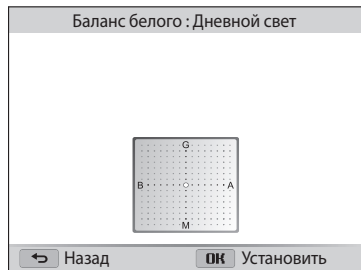 Баланс белого : Дневной свет
G
B A
M
Назад OK Установить